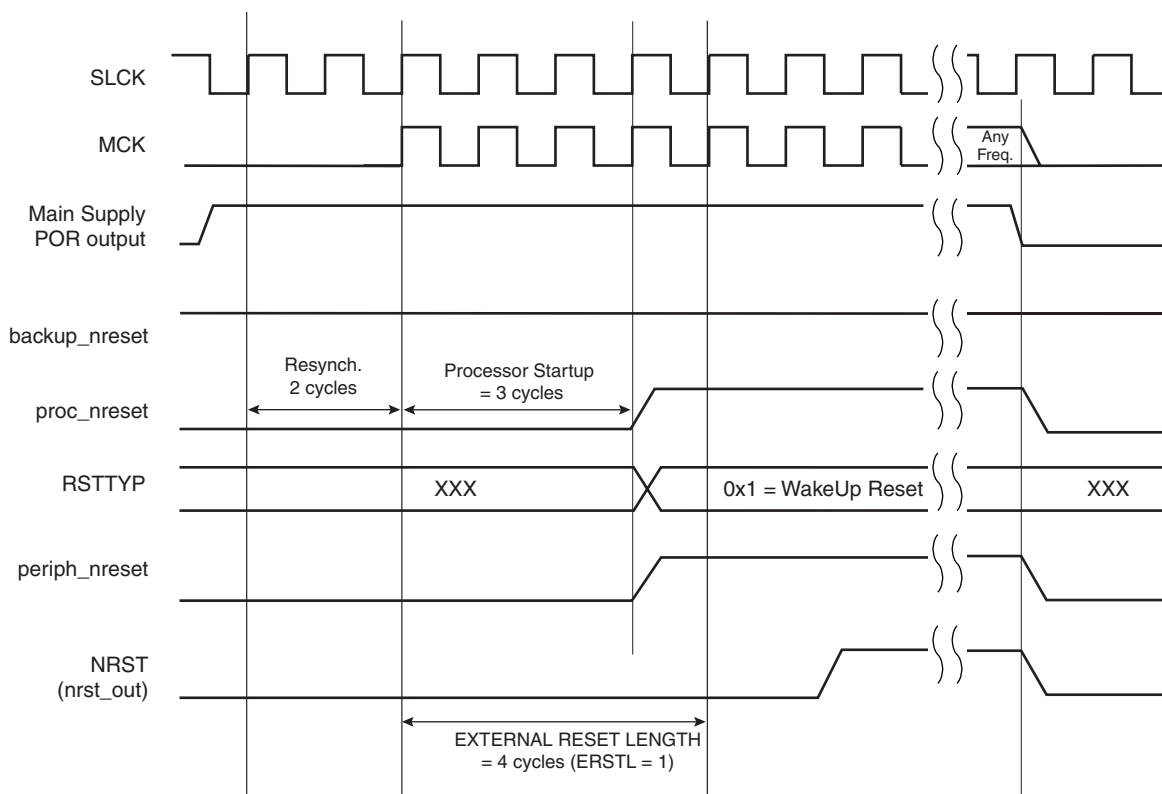 SLCK
MCK
Any
Freq.
Main Supply
POR output
backup_nreset
Resynch.
2 cycles
Processor Startup
= 3 cycles
proc_nreset
RSTTYP
XXX
0x1 = WakeUp Reset
XXX
periph_nreset
NRST
(nrst_out)
EXTERNAL RESET LENGTH
= 4 cycles (ERSTL = 1)